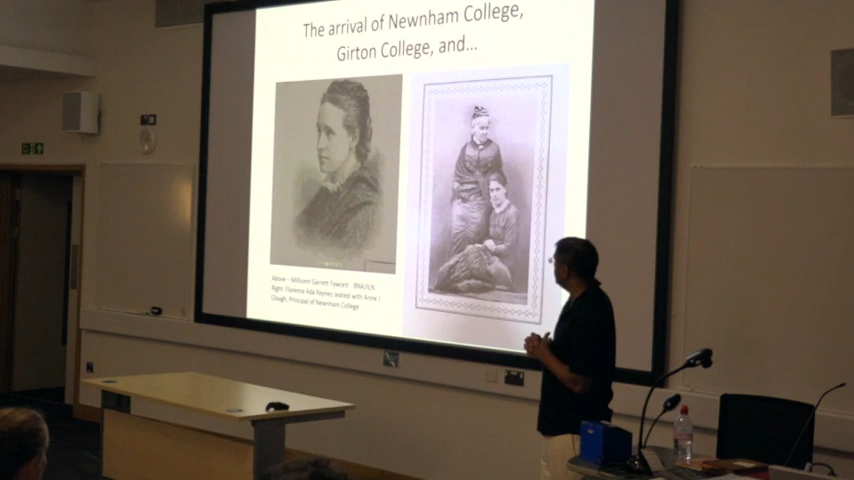 The arrival of Newnham College,
Girton College, and...
Above – Millicent Garrett Fawcett - BNA/ILN
Right: Florence Ada Keynes seated with Anne J
Clough, Principal of Newnham College